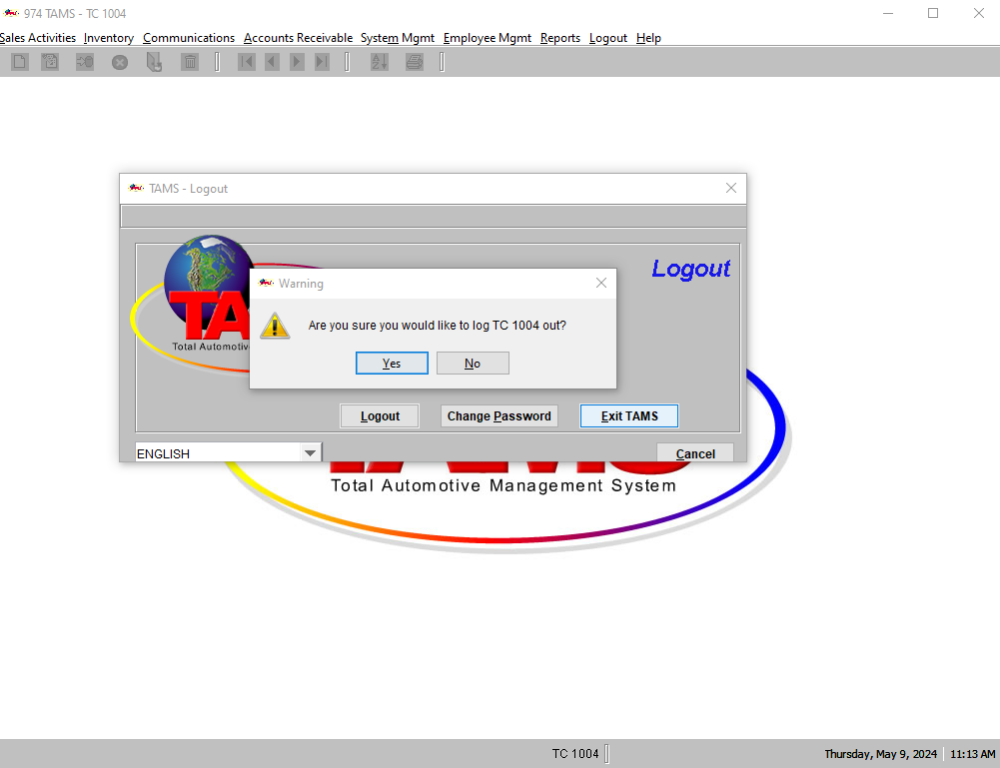 974 TAMS - TC 1004
Sales Activities Inventory Communications Accounts Receivable System Mgmt Employee Mgmt Reports Logout Help
TAMS - Logout
Logout
TA
Total Automotiv
Warning
Are you sure you would like to log TC 1004 out?
Yes No
Logout Change Password Exit TAMS
ENGLISH Cancel
Total Automotive Management System
TC 1004 Thursday, May 9, 2024 11:13 AM